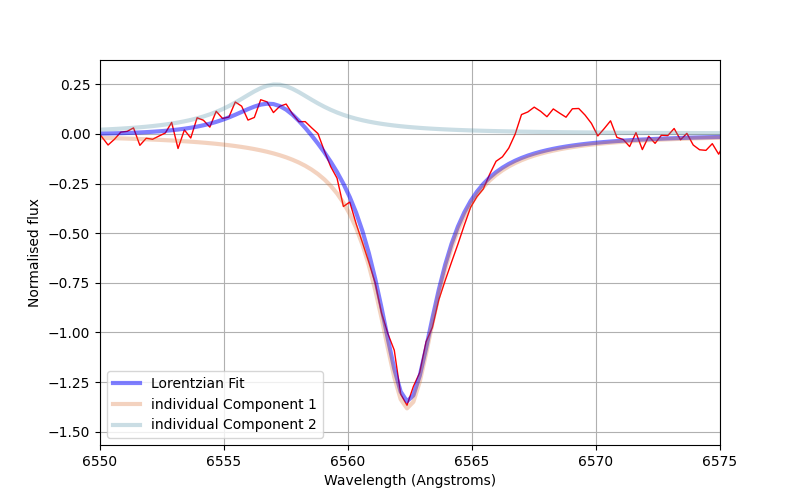 0.25
0.00
−0.25
−0.50
−0.75
−1.00
−1.25
−1.50
Normalised flux
Lorentzian Fit
individual Component 1
individual Component 2
6550 6555 6560 6565 6570 6575
Wavelength (Angstroms)